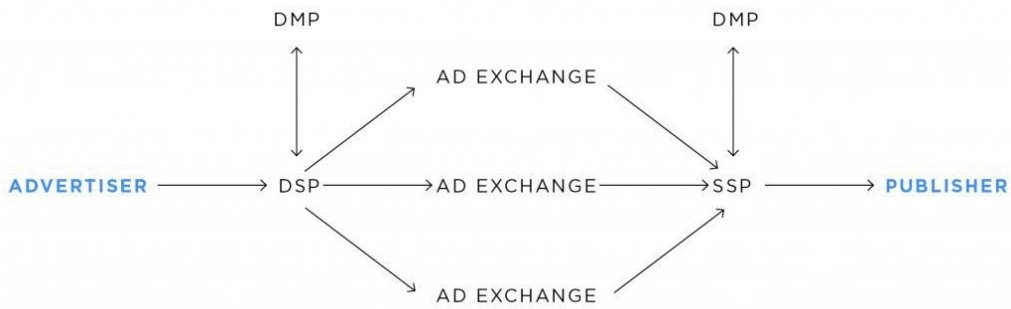 DMP
DMP
AD EXCHANGE
ADVERTISER
DSP
AD EXCHANGE
SSP
PUBLISHER
AD EXCHANGE